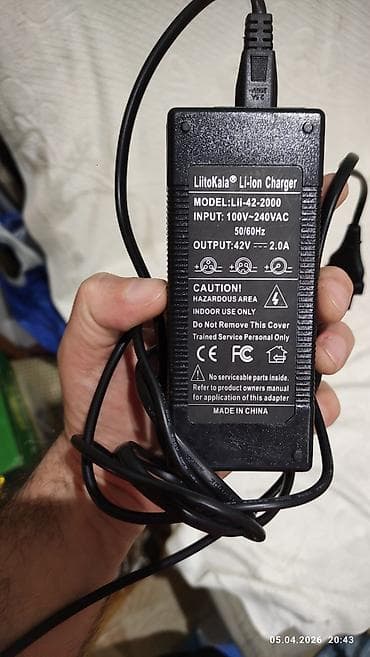 LiitoKala® Li-Ion Charger
MODEL:LII-42-2000
INPUT: 100V~240VAC
50/60Hz
OUTPUT:42V 2.0A
CAUTION!
HAZARDOUS AREA
INDOOR USE ONLY
Do Not Remove This Cover
Trained Service Personal Only
CE FC
No serviceable parts inside.
Refer to product owners manual
for application of this adapter
MADE IN CHINA
05.04.2026 20:43